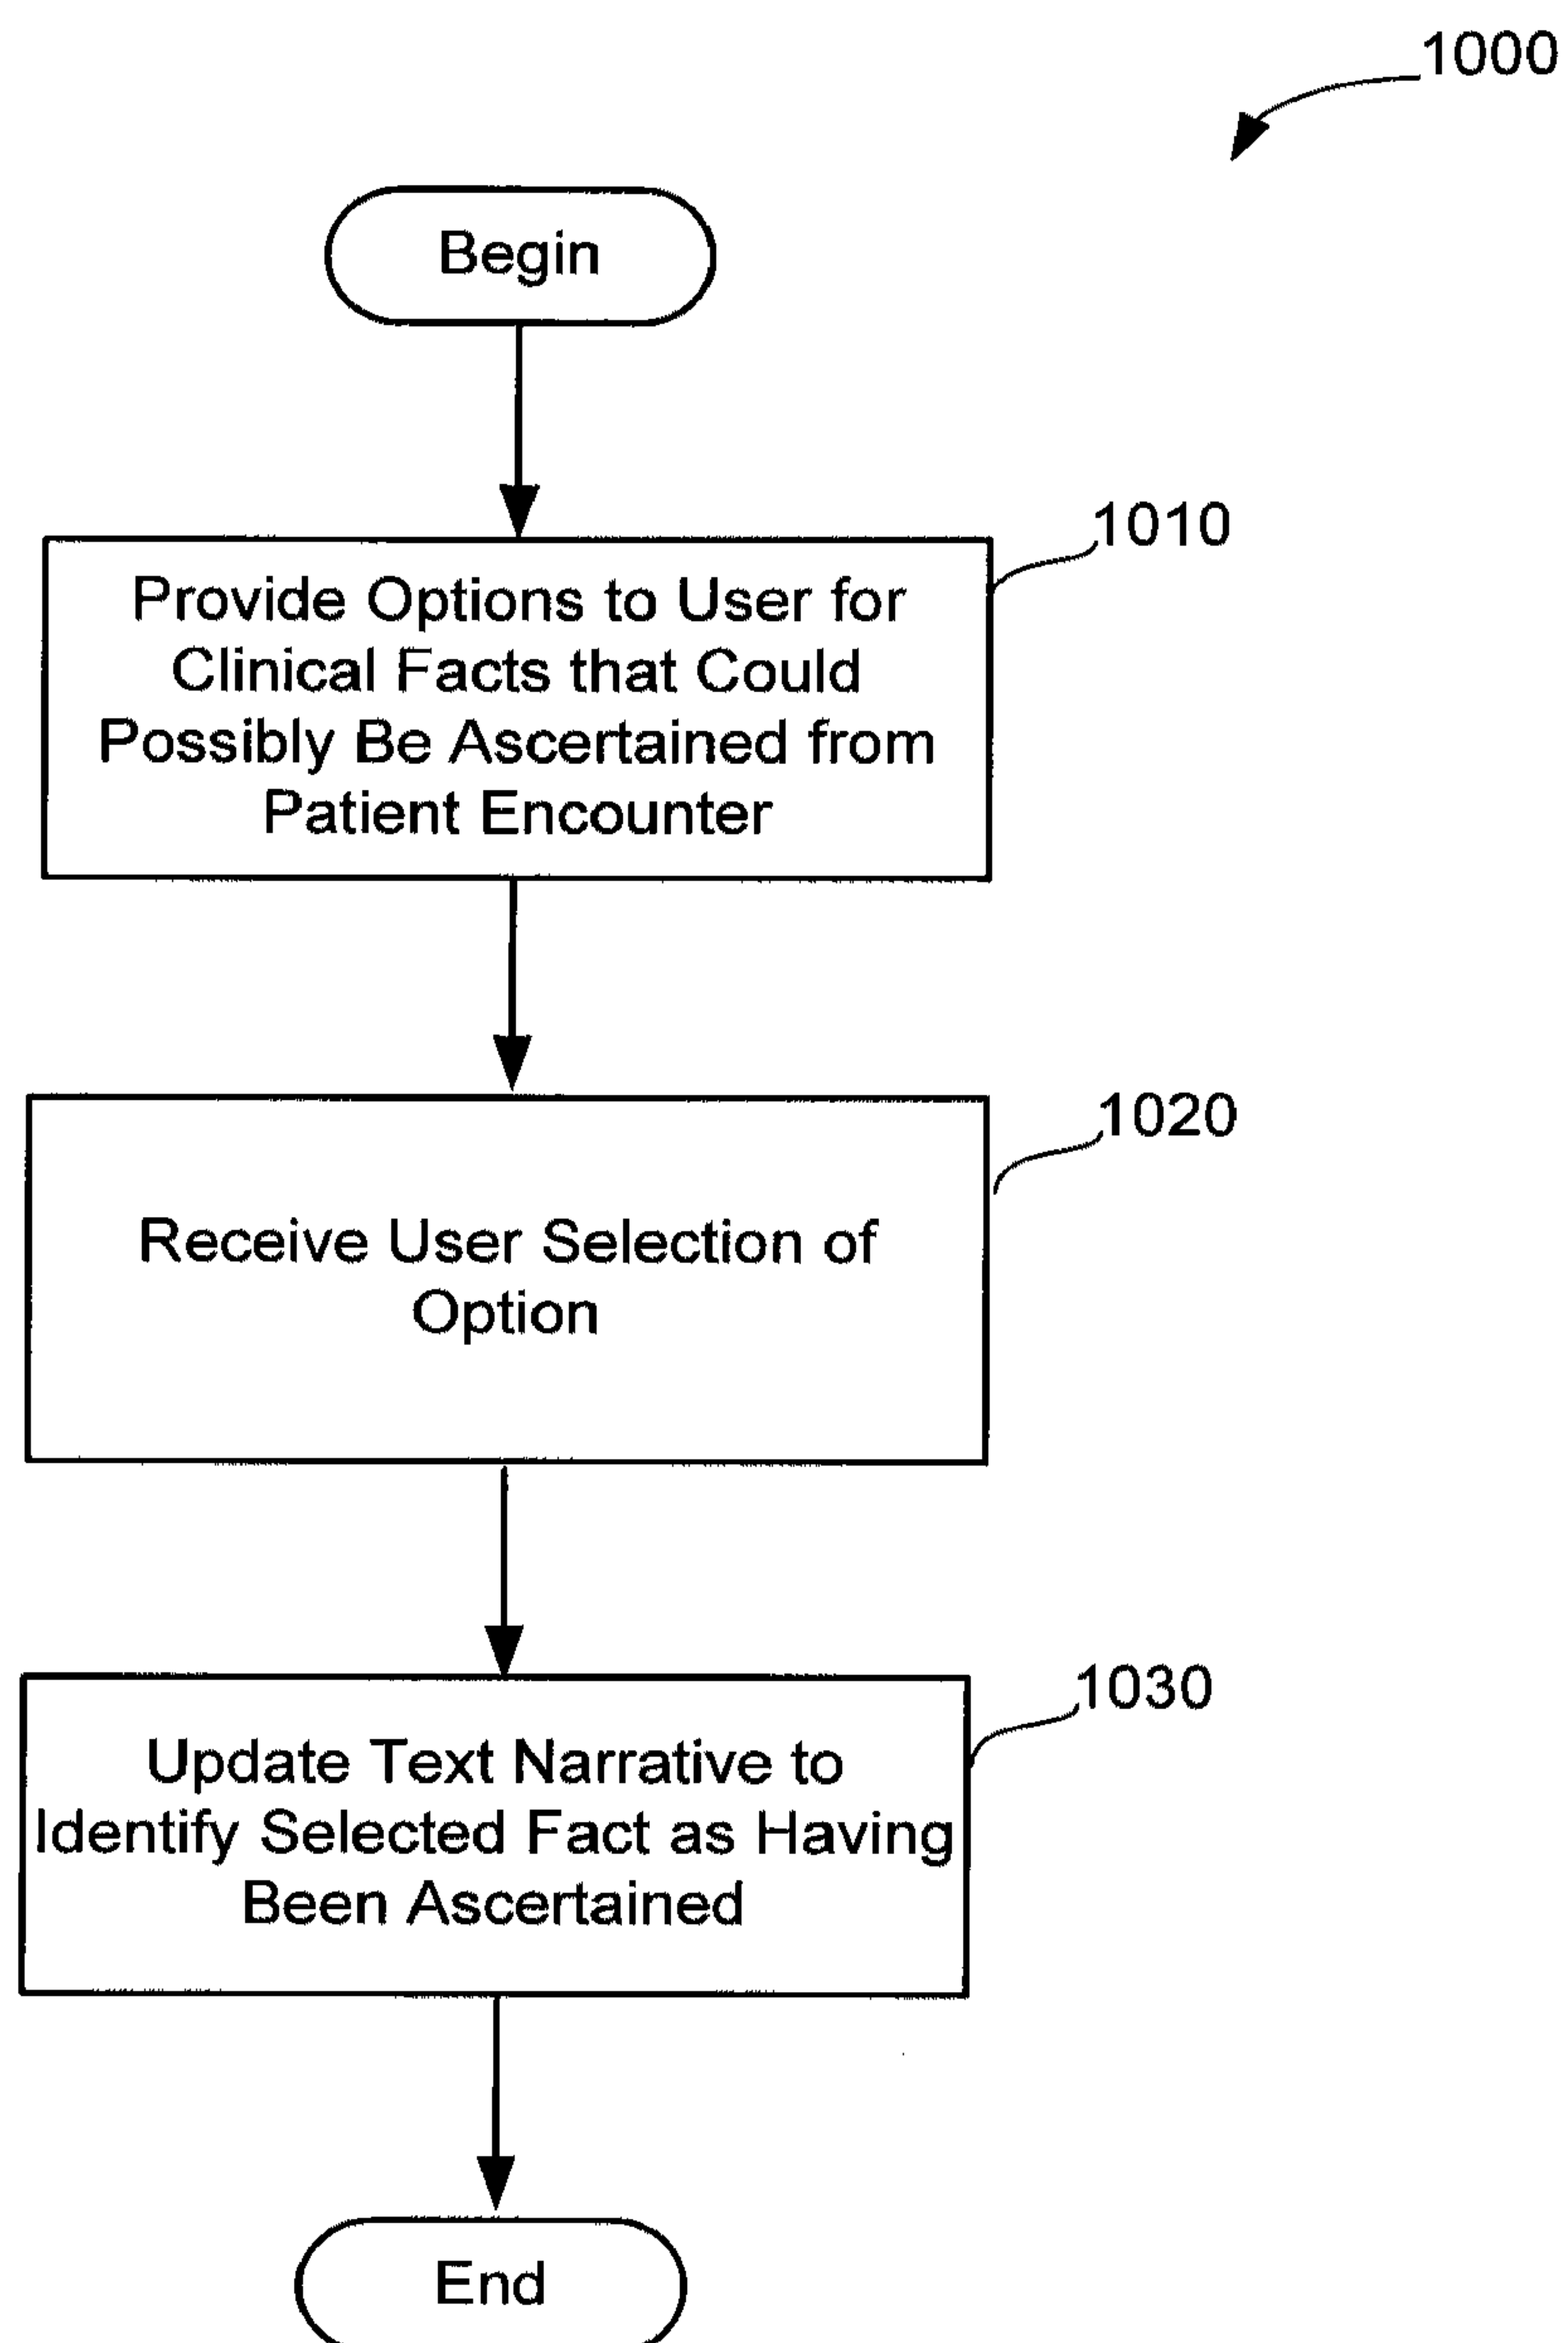 1000
Begin
1010
Provide Options to User for
Clinical Facts that Could
Possibly Be Ascertained from
Patient Encounter
1020
Receive User Selection of
Option
1030
Update Text Narrative to
Identify Selected Fact as Having
Been Ascertained
End